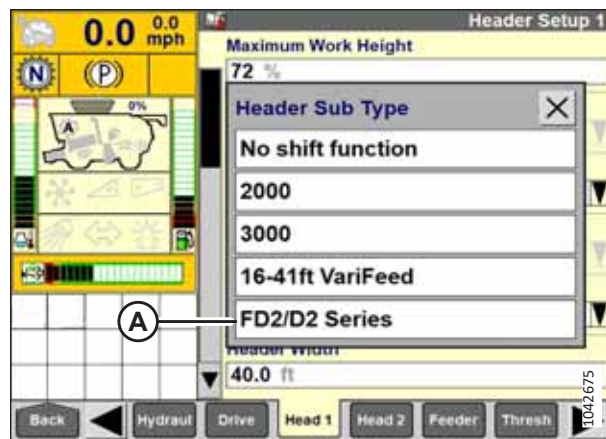 0.0 0.0 mph
N
(P)
0%
A
Header Setup 1
Maximum Work Height
72 %
Header Sub Type
No shift function
2000
3000
16-41ft VariFeed
FD2/D2 Series
A
Header Width
40.0 ft
1042675
Back Hydraul Drive Head 1 Head 2 Feeder Thresh